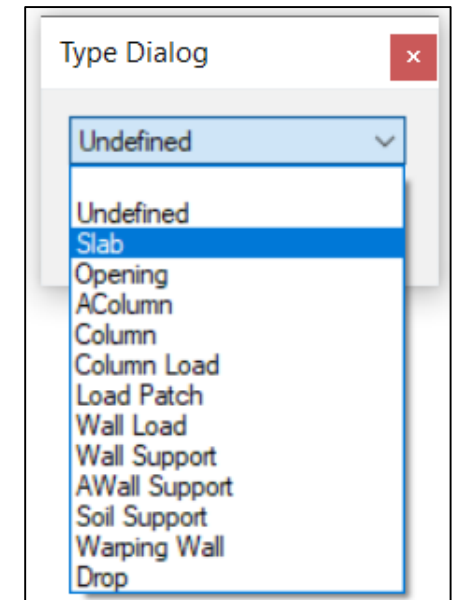 Type Dialog
Undefined
Undefined
Slab
Opening
AColumn
Column
Column Load
Load Patch
Wall Load
Wall Support
AWall Support
Soil Support
Warping Wall
Drop